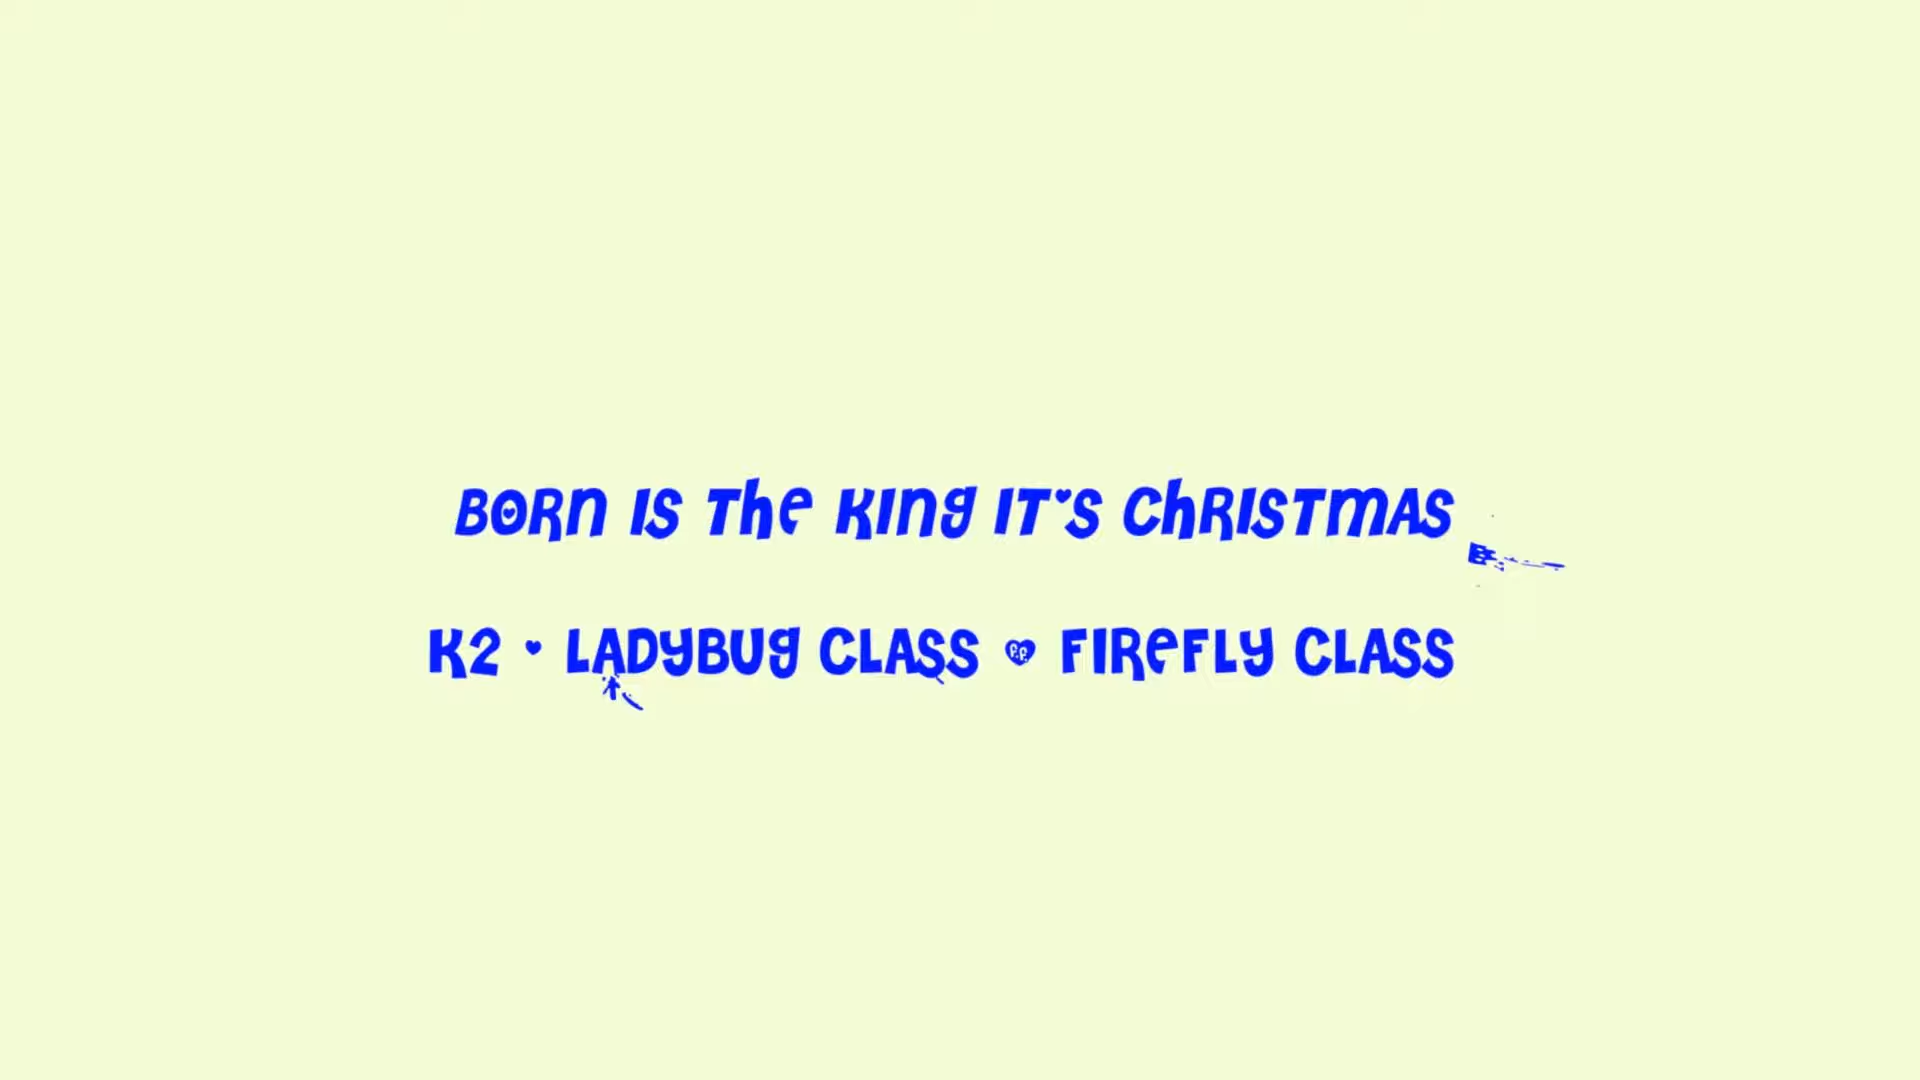 BORN IS THE KING IT'S CHRISTMAS
K2 • LADYBUG CLASS ♥ FIREFLY CLASS